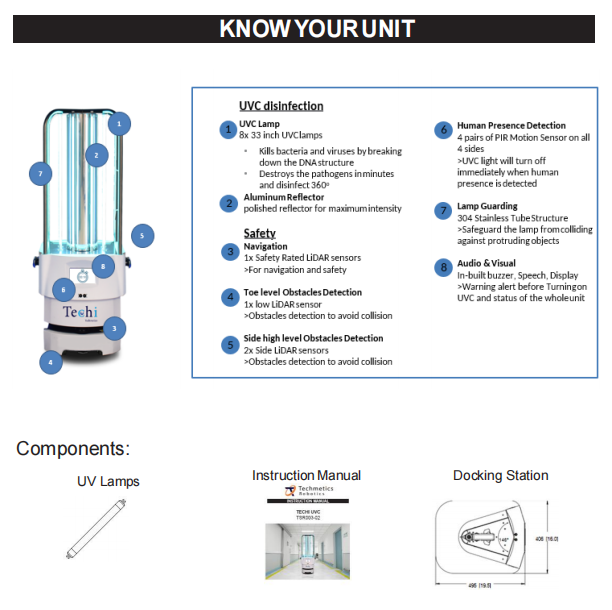 KNOW YOUR UNIT
UVC disinfection
1 UVC Lamp
8x 33 inch UVC lamps
• Kills bacteria and viruses by breaking
down the DNA structure
• Destroys the pathogens in minutes
and disinfect 360º
2 Aluminum Reflector
polished reflector for maximum intensity
Safety
3 Navigation
1x Safety Rated LiDAR sensors
>For navigation and safety
4 Toe level Obstacles Detection
1x low LiDAR sensor
>Obstacles detection to avoid collision
5 Side high level Obstacles Detection
2x Side LiDAR sensors
>Obstacles detection to avoid collision
6 Human Presence Detection
4 pairs of PIR Motion Sensor on all
4 sides
>UVC light will turn off
immediately when human
presence is detected
7 Lamp Guarding
304 Stainless Tube Structure
>Safeguard the lamp from colliding
against protruding objects
8 Audio & Visual
In-built buzzer, Speech, Display
>Warning alert before Turning on
UVC and status of the whole unit
1
2
7
5
8
6
Techi
3
4
Components:
UV Lamps
Instruction Manual
Techmetics
Robotics
INSTRUCTION MANUAL
TECHI UVC
TSR003-02
Docking Station
406 [16.0]
495 [19.5]